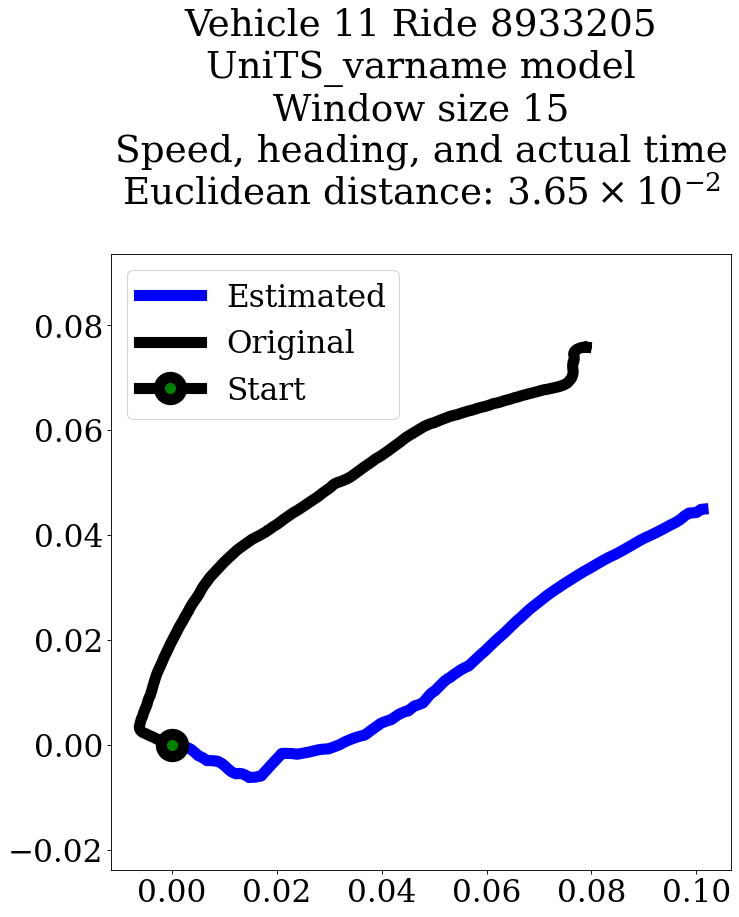 Vehicle 11 Ride 8933205
UniTS_varname model
Window size 15
Speed, heading, and actual time
Euclidean distance: 3.65 × 10⁻²
Estimated
Original
Start
0.08
0.06
0.04
0.02
0.00
−0.02
0.00 0.02 0.04 0.06 0.08 0.10